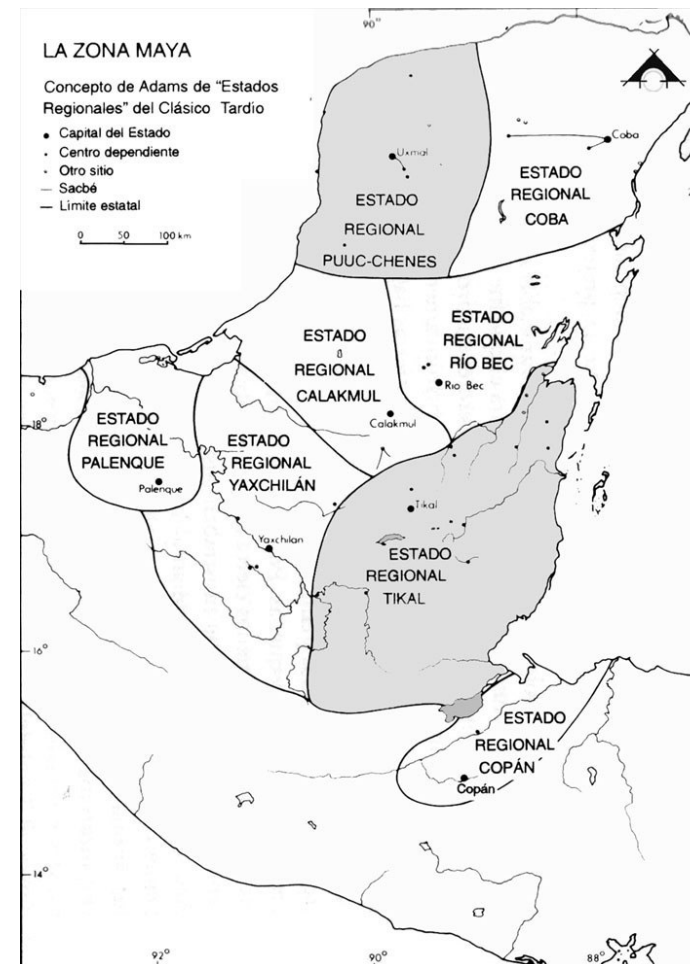 90°
LA ZONA MAYA
Concepto de Adams de “Estados
Regionales” del Clásico Tardio
Capital del Estado
Centro dependiente
Otro sitio
Sacbé
Límite estatal
0 50 100 km
Uxmal
ESTADO
REGIONAL
PUUC-CHENES
Coba
ESTADO
REGIONAL
COBA
ESTADO
REGIONAL
CALAKMUL
Calakmul
ESTADO
REGIONAL
RÍO BEC
Rio Bec
18°
ESTADO
REGIONAL
PALENQUE
Palenque
ESTADO
REGIONAL
YAXCHILÁN
Yaxchilan
Tikal
ESTADO
REGIONAL
TIKAL
16°
ESTADO
REGIONAL
COPÁN
Copán
14°
92°
90°
88°